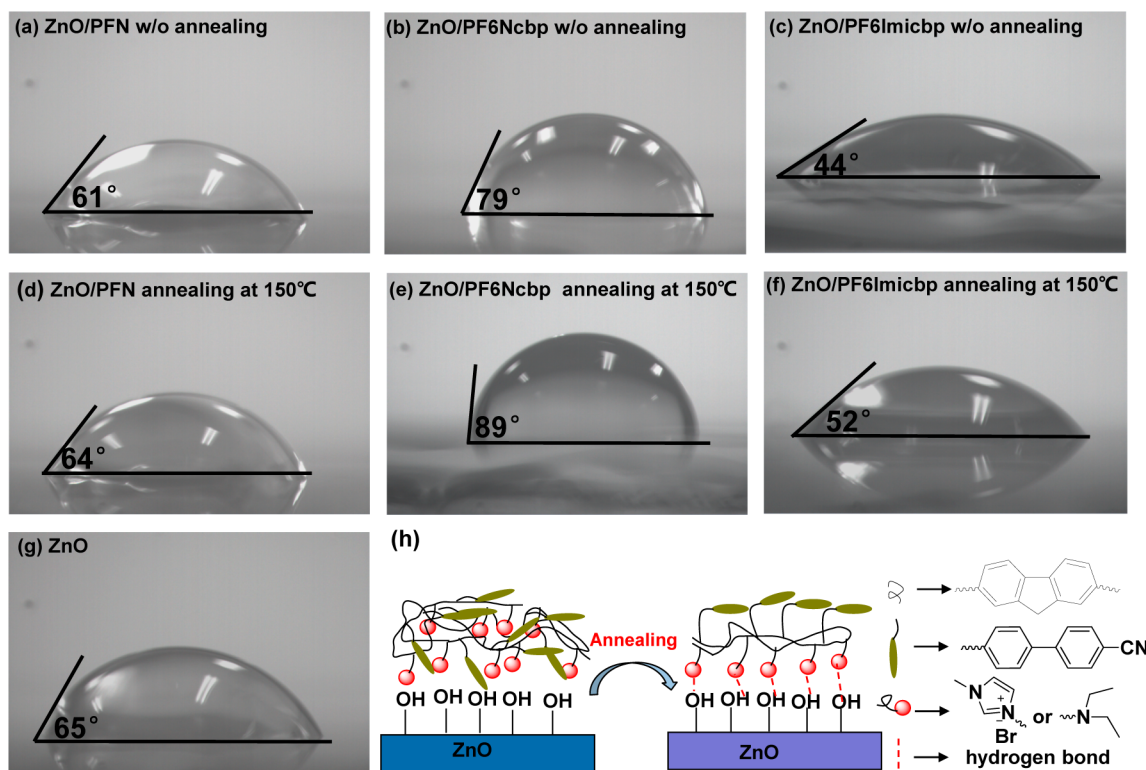 (a) ZnO/PFN w/o annealing
61°
(b) ZnO/PF6Ncbp w/o annealing
79°
(c) ZnO/PF6lmicbp w/o annealing
44°
(d) ZnO/PFN annealing at 150℃
64°
(e) ZnO/PF6Ncbp annealing at 150℃
89°
(f) ZnO/PF6lmicbp annealing at 150℃
52°
(g) ZnO
65°
(h)
Annealing
OH OH OH OH OH
ZnO
OH OH OH OH OH
ZnO
CN
N
+
N
Br
or
N
hydrogen bond